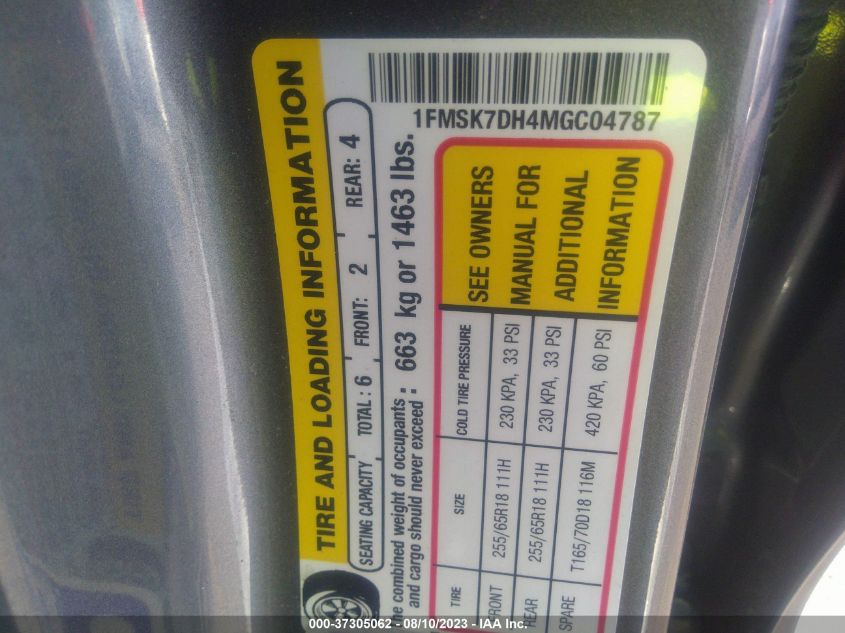 TIRE AND LOADING INFORMATION
SEATING CAPACITY TOTAL : 6 FRONT: 2 REAR: 4
combined weight of occupants
and cargo should never exceed : 663 kg or 1463 lbs.
1FMSK7DH4MGC04787
TIRE SIZE COLD TIRE PRESSURE
255/65R18 111H 230 KPA, 33 PSI
REAR 255/65R18 111H 230 KPA, 33 PSI
SPARE T165/70D18 116M 420 KPA, 60 PSI
SEE OWNERS
MANUAL FOR
ADDITIONAL
INFORMATION
000-37305062 - 08/10/2023 - IAA Inc.